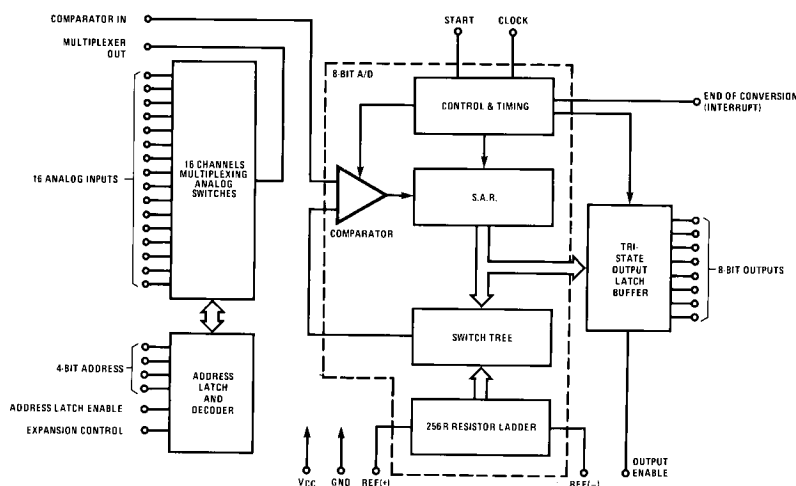 COMPARATOR IN
MULTIPLEXER
OUT
START
CLOCK
8-BIT A/D
CONTROL & TIMING
END OF CONVERSION
(INTERRUPT)
16 ANALOG INPUTS
16 CHANNELS
MULTIPLEXING
ANALOG
SWITCHES
S.A.R.
COMPARATOR
TRI-
STATE
OUTPUT
LATCH
BUFFER
8-BIT OUTPUTS
SWITCH TREE
4-BIT ADDRESS
ADDRESS
LATCH
AND
DECODER
ADDRESS LATCH ENABLE
EXPANSION CONTROL
256R RESISTOR LADDER
VCC
GND
REF(+)
REF(−)
OUTPUT
ENABLE